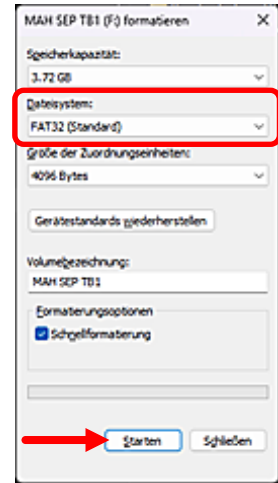 MAH SEP TB1 (F:) formatieren
Speicherkapazität:
3.72 GB
Dateisystem:
FAT32 (Standard)
Größe der Zuordnungseinheiten:
4096 Bytes
Gerätestandards wiederherstellen
Volumebezeichnung:
MAH SEP TB1
Formatierungsoptionen
Schnellformatierung
Starten
Schließen